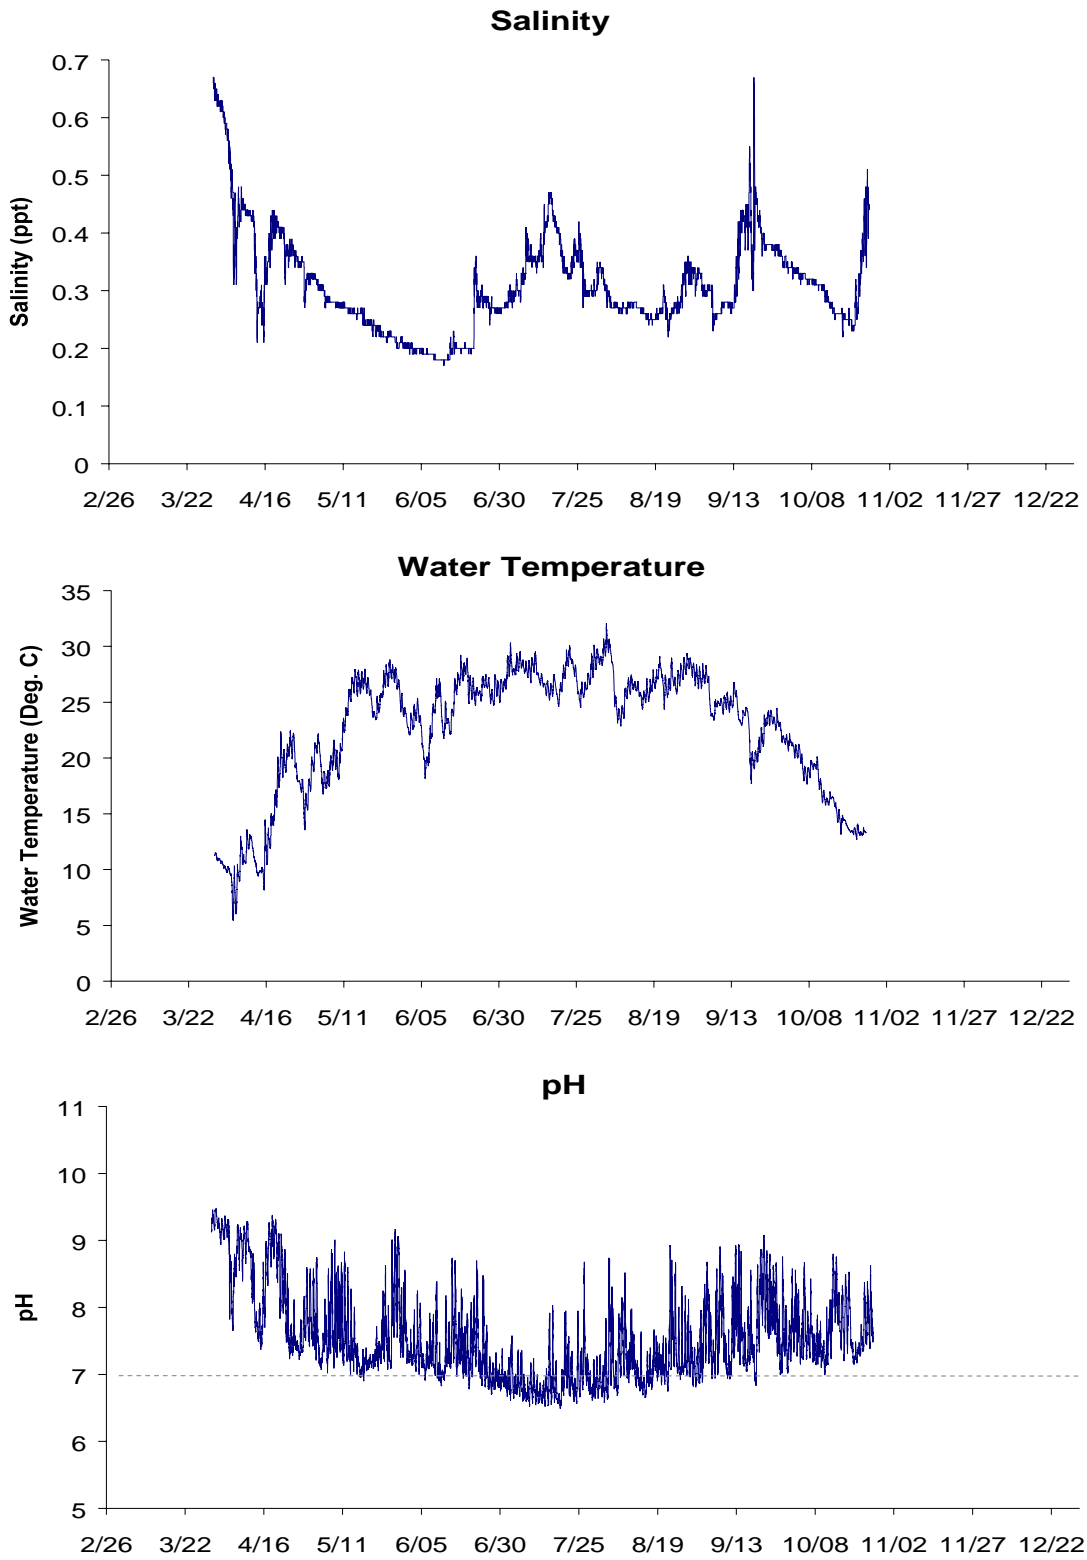 Salinity
0.7
0.6
0.5
0.4
0.3
0.2
0.1
0
Salinity (ppt)
2/26 3/22 4/16 5/11 6/05 6/30 7/25 8/19 9/13 10/08 11/02 11/27 12/22
Water Temperature
35
30
25
20
15
10
5
0
Water Temperature (Deg. C)
2/26 3/22 4/16 5/11 6/05 6/30 7/25 8/19 9/13 10/08 11/02 11/27 12/22
pH
11
10
9
8
7
6
5
pH
2/26 3/22 4/16 5/11 6/05 6/30 7/25 8/19 9/13 10/08 11/02 11/27 12/22